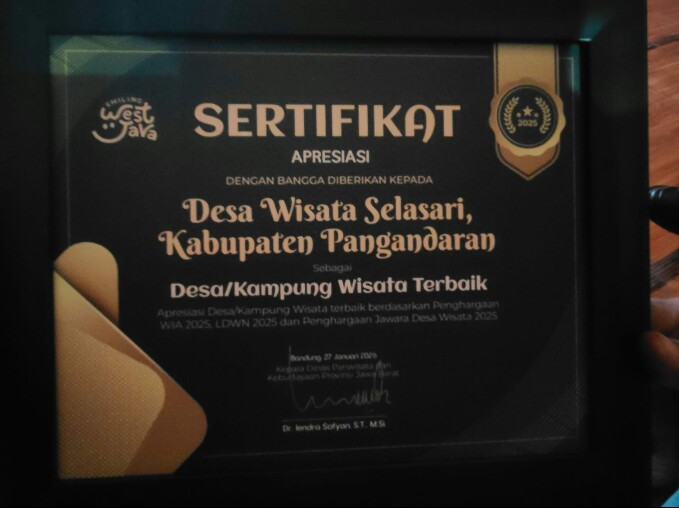 SMILING
West
Java
SERTIFIKAT
2025
APRESIASI
DENGAN BANGGA DIBERIKAN KEPADA
Desa Wisata Selasari,
Kabupaten Pangandaran
Sebagai
Desa/Kampung Wisata Terbaik
Apresiasi Desa/Kampung Wisata terbaik berdasarkan Penghargaan
WIA 2025, LDWN 2025 dan Penghargaan Jawara Desa Wisata 2025
Bandung, 27 Januari 2026
Kepala Dinas Pariwisata dan
Kebudayaan Provinsi Jawa Barat
Dr. Iendra Sofyan, S.T., M.Si.